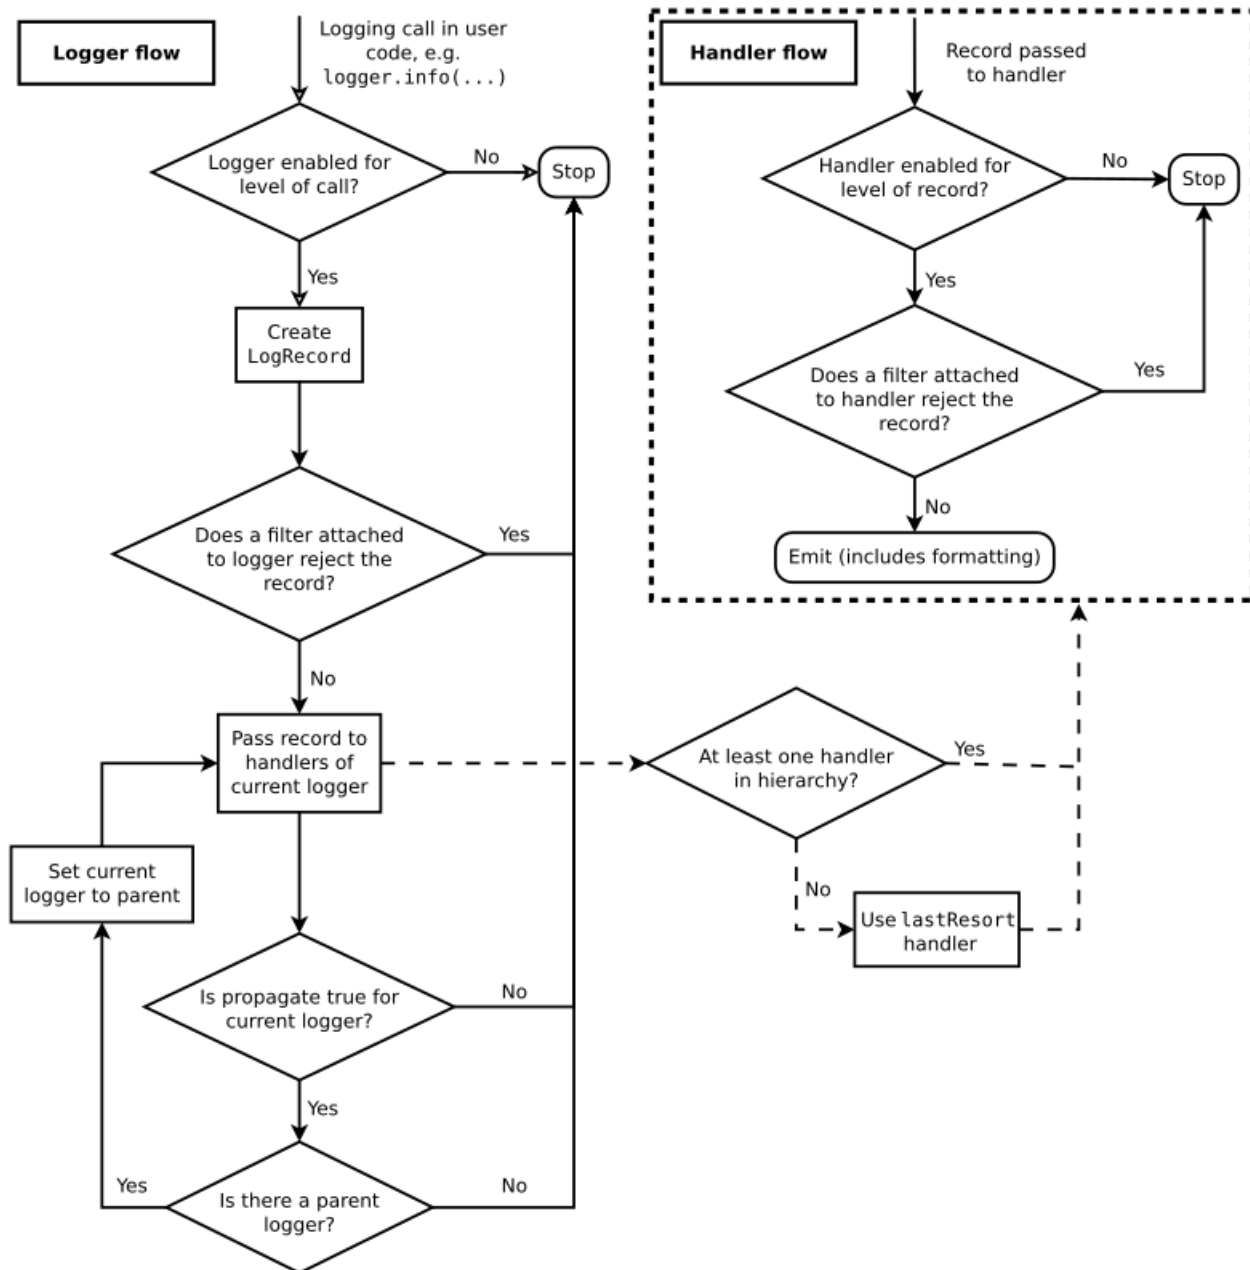 Logger flow
Logging call in user
code, e.g.
logger.info(...)
Logger enabled for
level of call?
No
Stop
Yes
Create
LogRecord
Does a filter attached
to logger reject the
record?
Yes
No
Pass record to
handlers of
current logger
Set current
logger to parent
Is propagate true for
current logger?
No
Yes
Is there a parent
logger?
Yes
No
Handler flow
Record passed
to handler
Handler enabled for
level of record?
No
Stop
Yes
Does a filter attached
to handler reject the
record?
Yes
No
Emit (includes formatting)
At least one handler
in hierarchy?
Yes
No
Use lastResort
handler